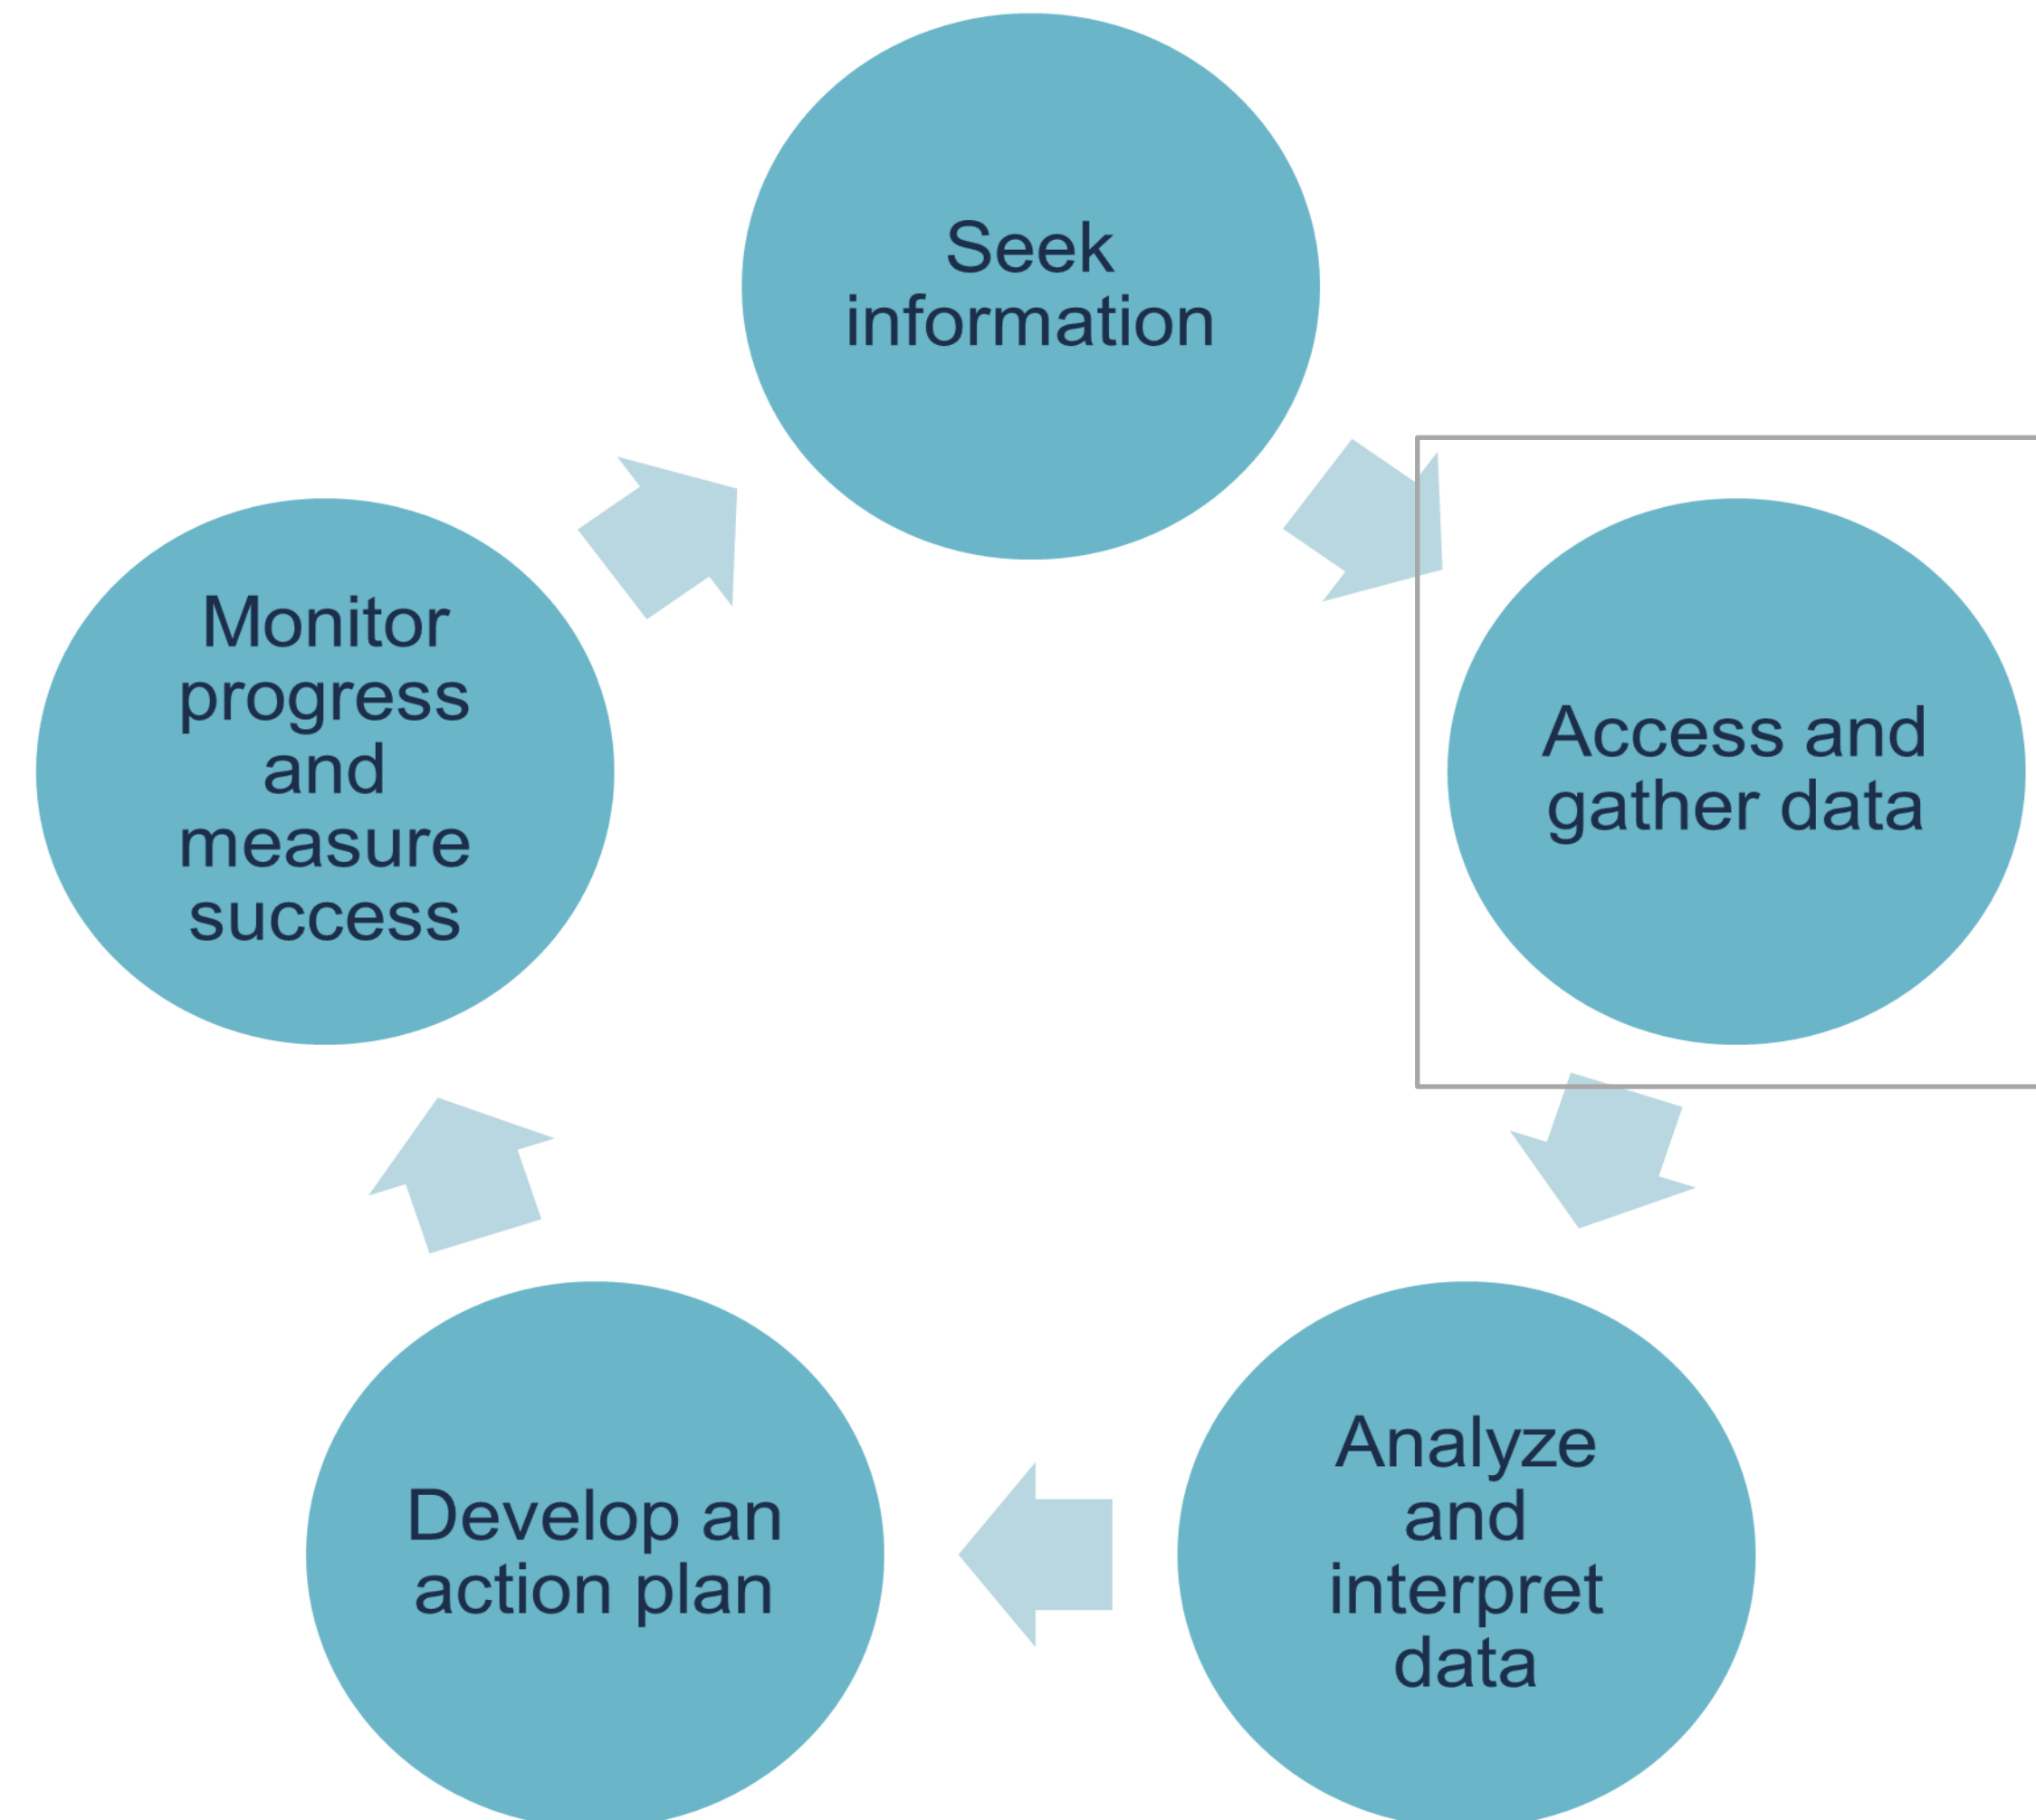 Seek
information
Access and
gather data
Analyze
and
interpret
data
Develop an
action plan
Monitor
progress
and
measure
success